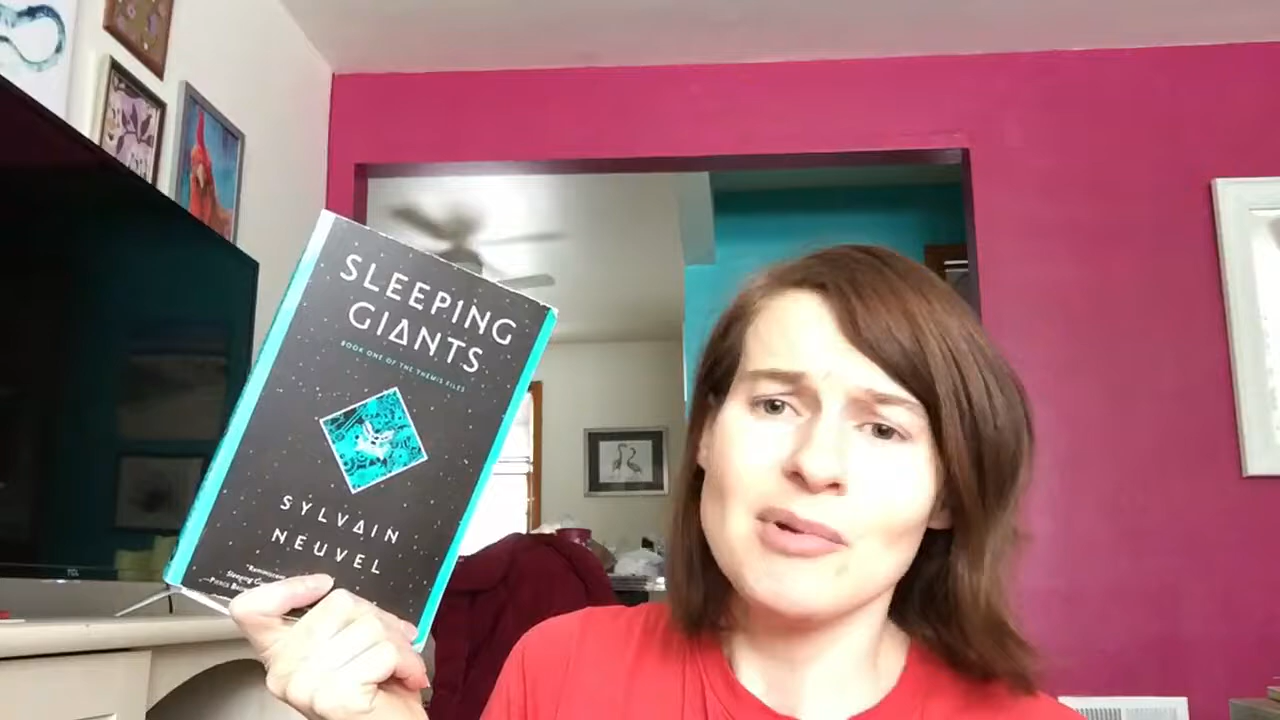 SLEEPING
GIANTS
BOOK ONE OF THE THEMIS FILES
SYLVAIN
NEUVEL